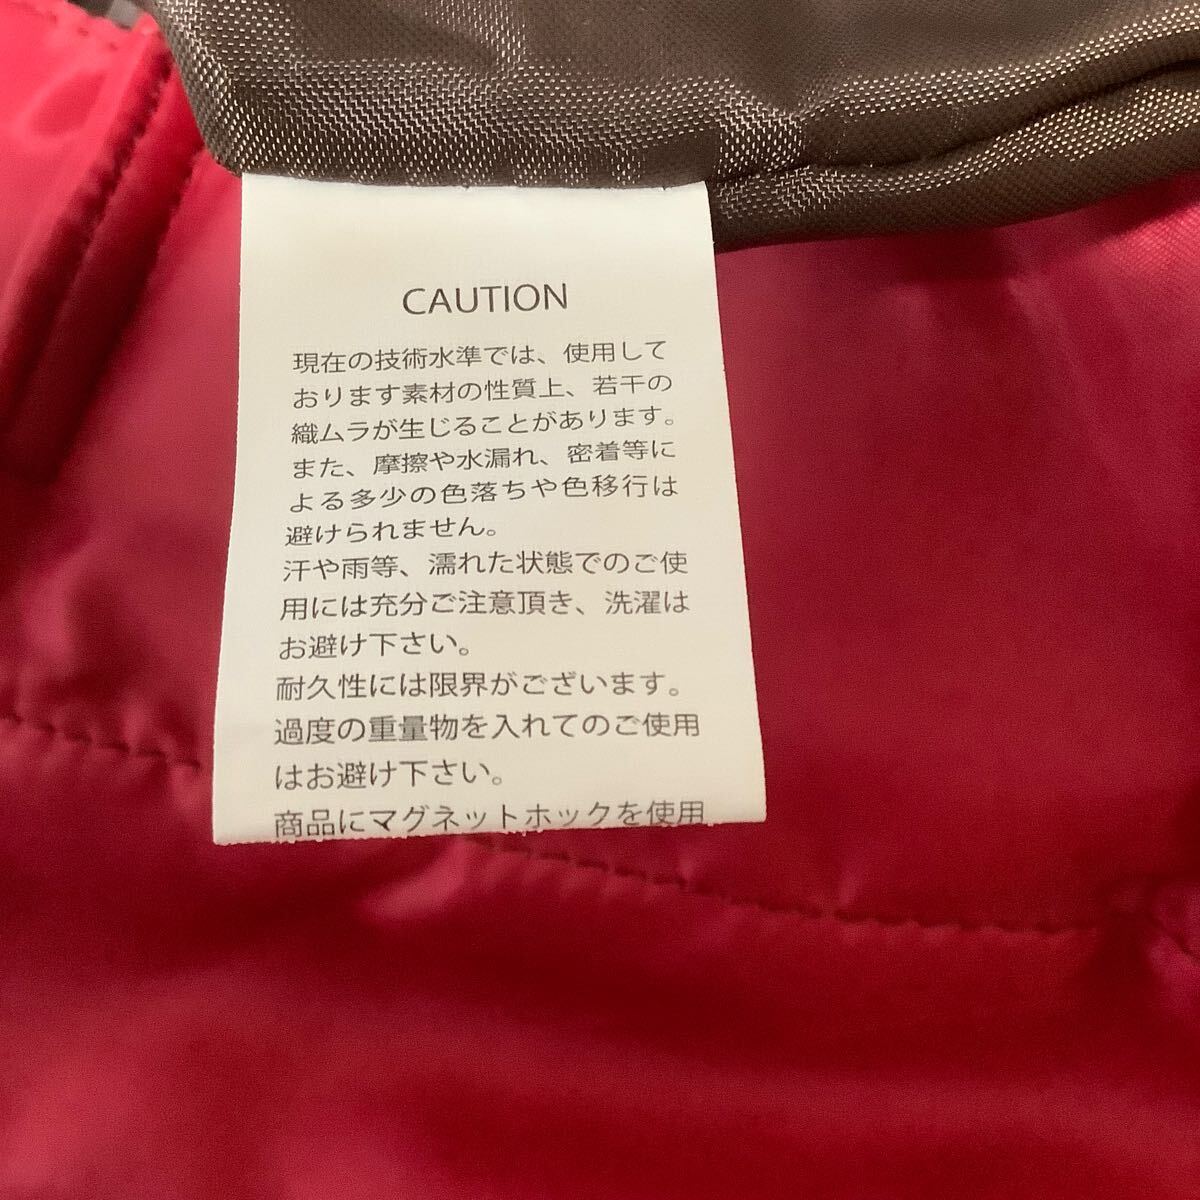 CAUTION
現在の技術水準では、使用して
おります素材の性質上、若干の
織ムラが生じることがあります。
また、摩擦や水漏れ、密着等に
よる多少の色落ちや色移行は
避けられません。
汗や雨等、濡れた状態でのご使
用には充分ご注意頂き、洗濯は
お避け下さい。
耐久性には限界がございます。
過度の重量物を入れてのご使用
はお避け下さい。
商品にマグネットホックを使用